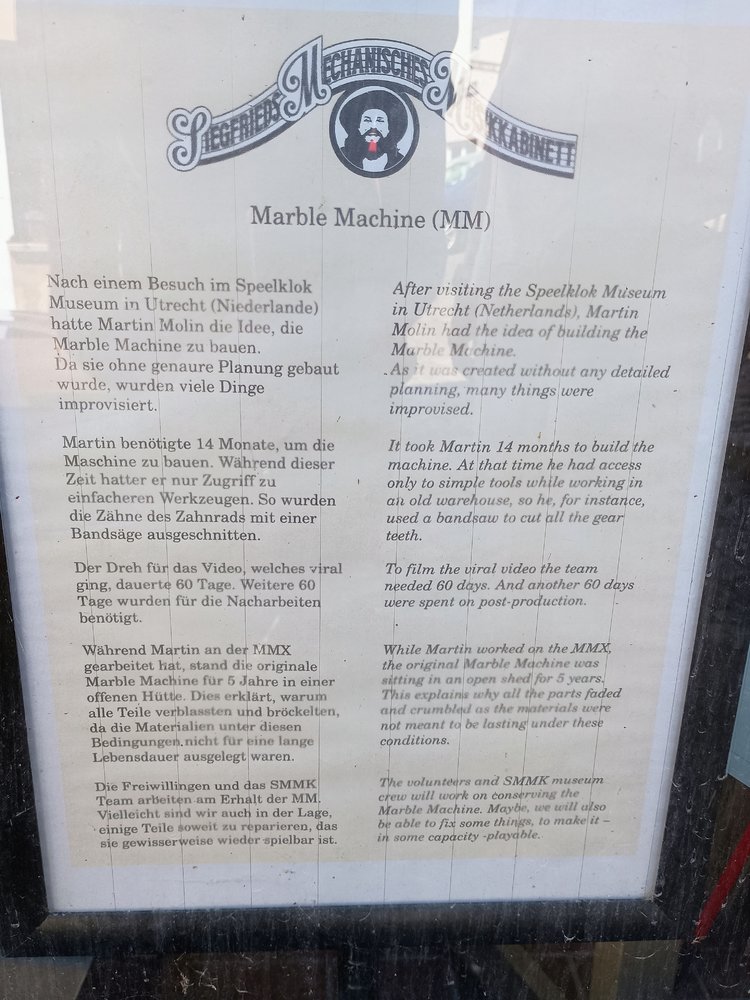 SIEGFRIEDS MECHANISCHES MUSIKKABINETT
Marble Machine (MM)
Nach einem Besuch im Speelklok
Museum in Utrecht (Niederlande)
hatte Martin Molin die Idee, die
Marble Machine zu bauen.
Da sie ohne genaure Planung gebaut
wurde, wurden viele Dinge
improvisiert.
Martin benötigte 14 Monate, um die
Maschine zu bauen. Während dieser
Zeit hatter er nur Zugriff zu
einfacheren Werkzeugen. So wurden
die Zähne des Zahnrads mit einer
Bandsäge ausgeschnitten.
Der Dreh für das Video, welches viral
ging, dauerte 60 Tage. Weitere 60
Tage wurden für die Nacharbeiten
benötigt.
Während Martin an der MMX
gearbeitet hat, stand die originale
Marble Machine für 5 Jahre in einer
offenen Hütte. Dies erklärt, warum
alle Teile verblassten und bröckelten,
da die Materialien unter diesen
Bedingungen nicht für eine lange
Lebensdauer ausgelegt waren.
Die Freiwillingen und das SMMK
Team arbeiten am Erhalt der MM.
Vielleicht sind wir auch in der Lage,
einige Teile soweit zu reparieren, das
sie gewisserweise wieder spielbar ist.
After visiting the Speelklok Museum
in Utrecht (Netherlands), Martin
Molin had the idea of building the
Marble Machine.
As it was created without any detailed
planning, many things were
improvised.
It took Martin 14 months to build the
machine. At that time he had access
only to simple tools while working in
an old warehouse, so he, for instance,
used a bandsaw to cut all the gear
teeth.
To film the viral video the team
needed 60 days. And another 60 days
were spent on post-production.
While Martin worked on the MMX,
the original Marble Machine was
sitting in an open shed for 5 years.
This explains why all the parts faded
and crumbled as the materials were
not meant to be lasting under these
conditions.
The volunteers and SMMK museum
crew will work on conserving the
Marble Machine. Maybe, we will also
be able to fix some things, to make it –
in some capacity -playable.